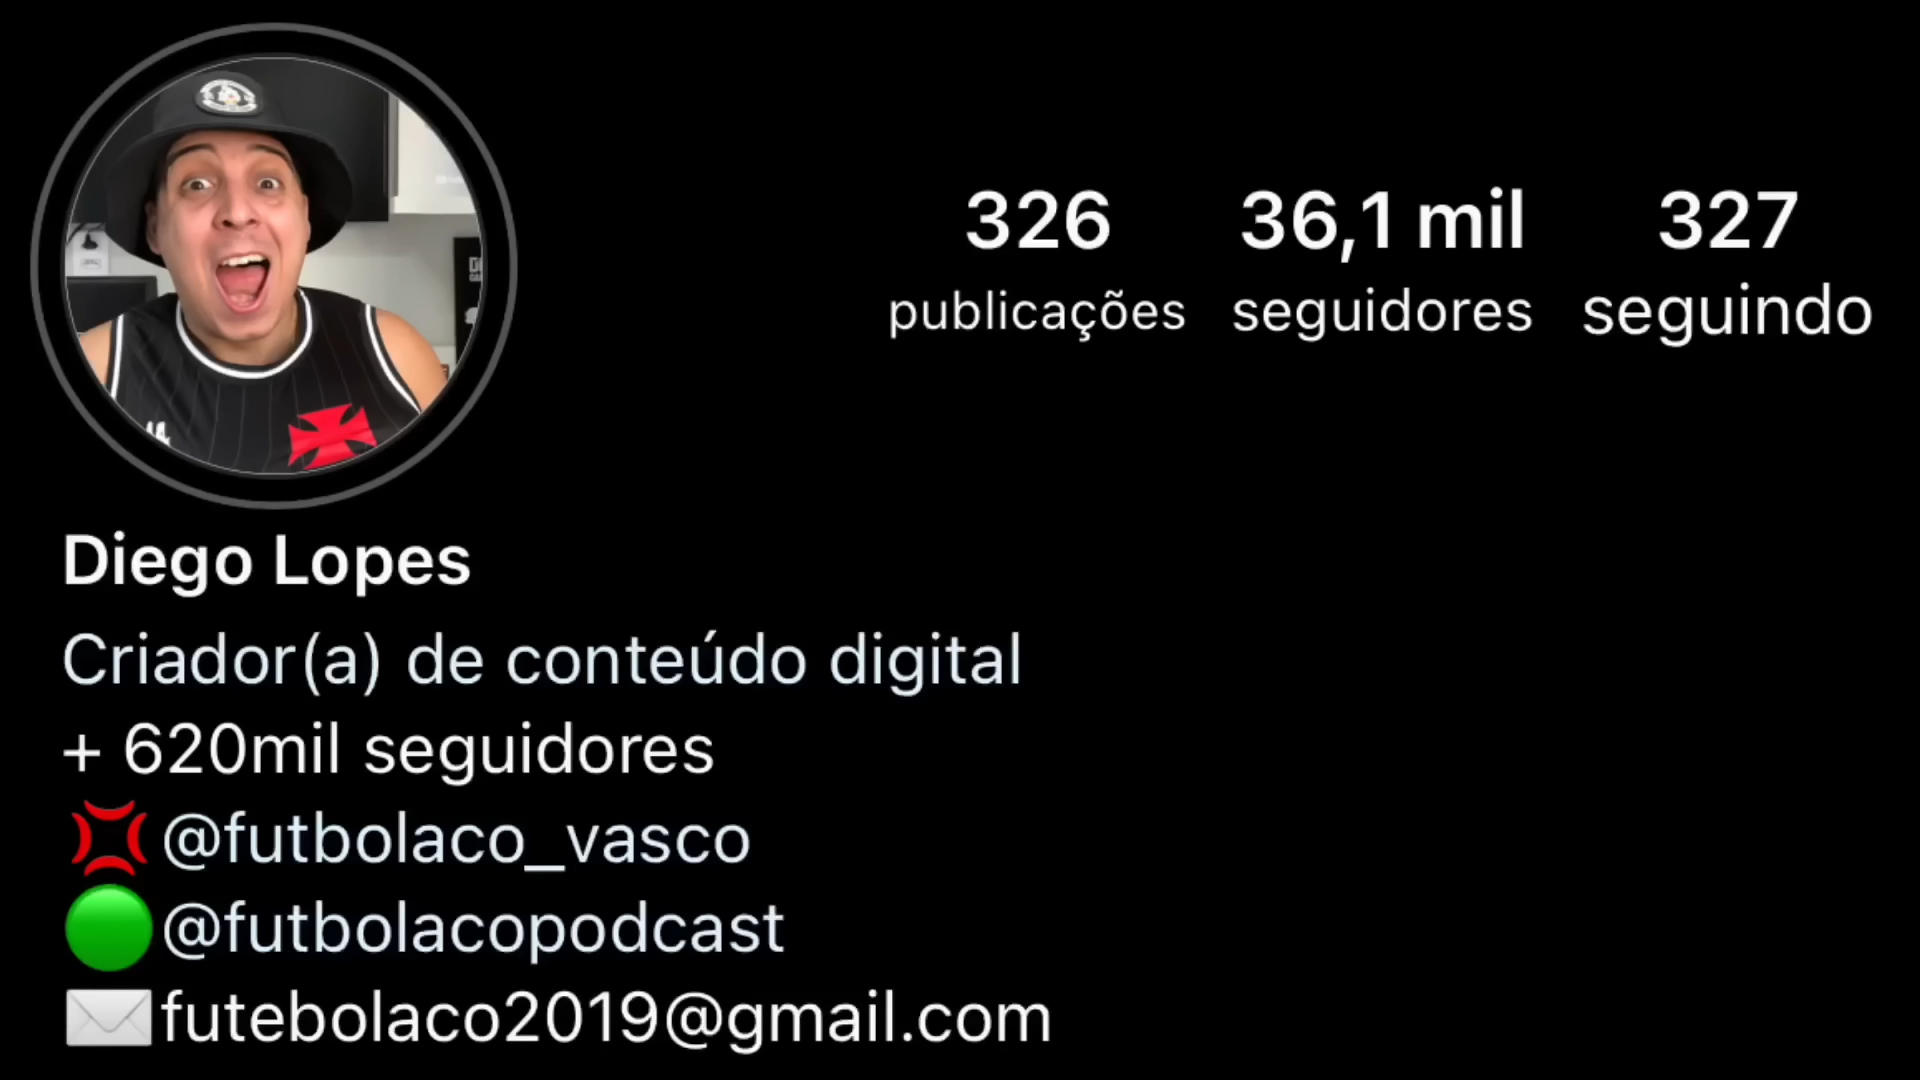 326 36,1 mil 327
publicações seguidores seguindo
Diego Lopes
Criador(a) de conteúdo digital
+ 620mil seguidores
💢@futbolaco_vasco
🟢@futbolacopodcast
✉️futebolaco2019@gmail.com